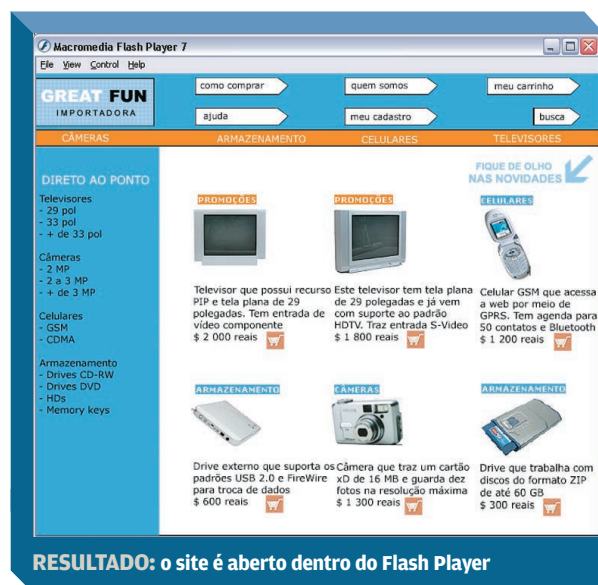 Macromedia Flash Player 7
File View Control Help
GREAT FUN
IMPORTADORA
como comprar
quem somos
meu carrinho
ajuda
meu cadastro
busca
CÂMERAS
ARMAZENAMENTO
CELULARES
TELEVISORES
DIRETO AO PONTO
Televisores
- 29 pol
- 33 pol
- + de 33 pol
Câmeras
- 2 MP
- 2 a 3 MP
- + de 3 MP
Celulares
- GSM
- CDMA
Armazenamento
- Drives CD-RW
- Drives DVD
- HDs
- Memory keys
FIQUE DE OLHO
NAS NOVIDADES
PROMOÇÕES
Televisor que possui recurso
PIP e tela plana de 29
polegadas. Tem entrada de
vídeo componente
$ 2 000 reais
PROMOÇÕES
Este televisor tem tela plana
de 29 polegadas e já vem
com suporte ao padrão
HDTV. Traz entrada S-Video
$ 1 800 reais
CELULARES
Celular GSM que acessa
a web por meio de
GPRS. Tem agenda para
50 contatos e Bluetooth
$ 1 200 reais
ARMAZENAMENTO
Drive externo que suporta os
padrões USB 2.0 e FireWire
para troca de dados
$ 600 reais
CÂMERAS
Câmera que traz um cartão
xD de 16 MB e guarda dez
fotos na resolução máxima
$ 1 300 reais
ARMAZENAMENTO
Drive que trabalha com
discos do formato ZIP
de até 60 GB
$ 300 reais
RESULTADO: o site é aberto dentro do Flash Player